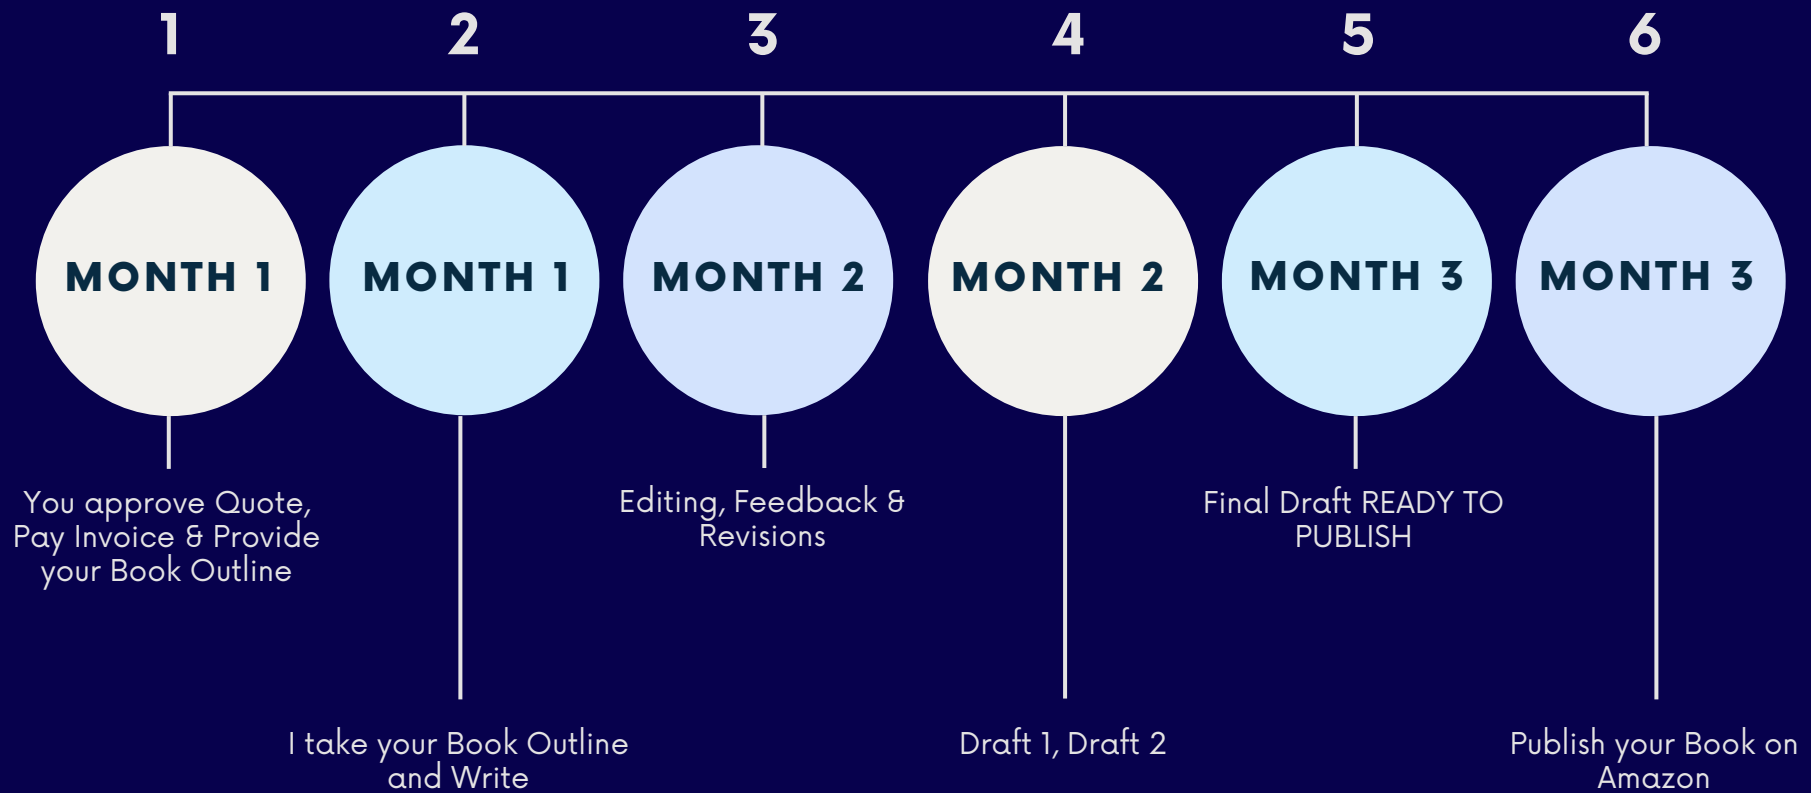 1
2
3
4
5
6
MONTH 1
MONTH 1
MONTH 2
MONTH 2
MONTH 3
MONTH 3
You approve Quote,
Pay Invoice & Provide
your Book Outline
Editing, Feedback &
Revisions
Final Draft READY TO
PUBLISH
I take your Book Outline
and Write
Draft 1, Draft 2
Publish your Book on
Amazon